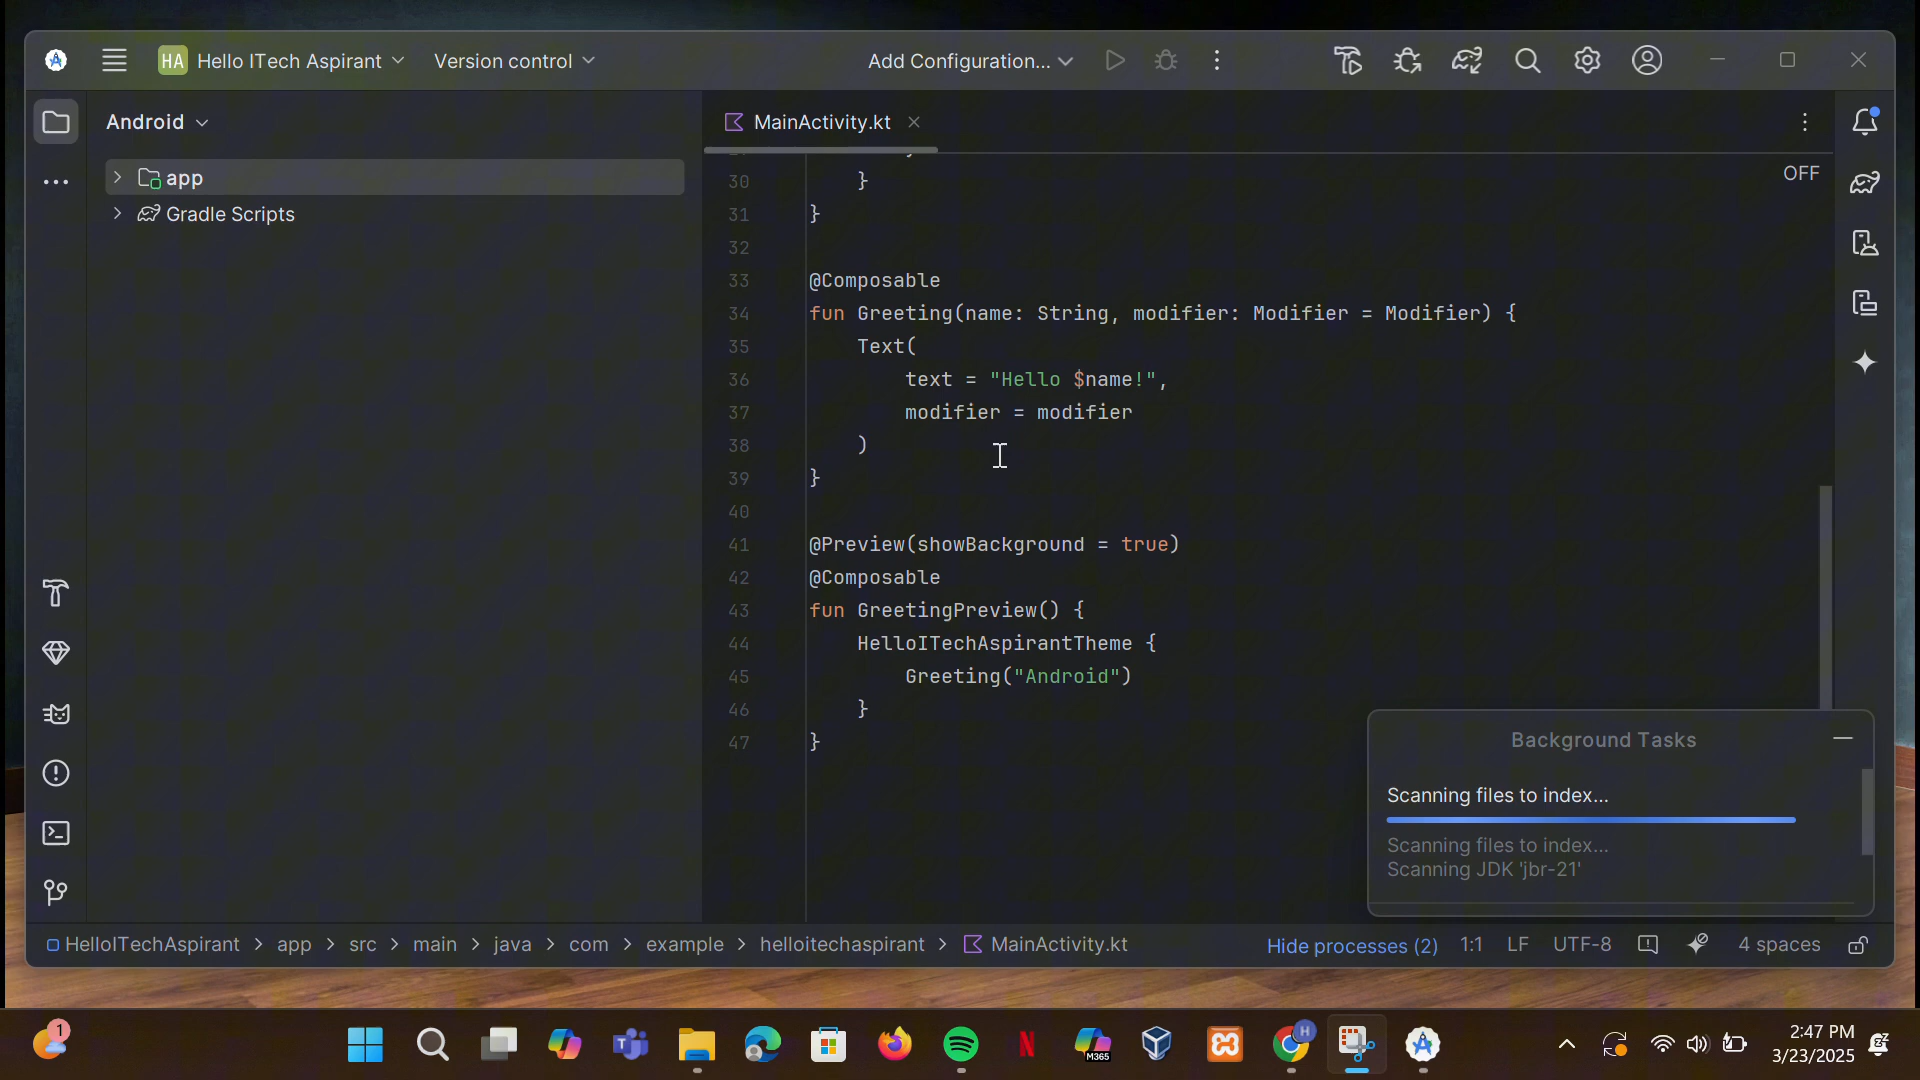 HA Hello ITech Aspirant Version control Add Configuration...
Android
MainActivity.kt
OFF
app
Gradle Scripts
30 }
31 }
32
33 @Composable
34 fun Greeting(name: String, modifier: Modifier = Modifier) {
35 Text(
36 text = "Hello $name!",
37 modifier = modifier
38 )
39 }
40
41 @Preview(showBackground = true)
42 @Composable
43 fun GreetingPreview() {
44 HelloITechAspirantTheme {
45 Greeting("Android")
46 }
47 }
Background Tasks
Scanning files to index...
Scanning files to index...
Scanning JDK 'jbr-21'
HelloITechAspirant > app > src > main > java > com > example > helloitechaspirant > MainActivity.kt
Hide processes (2) 1:1 LF UTF-8 4 spaces
1
M365
H
2:47 PM
3/23/2025